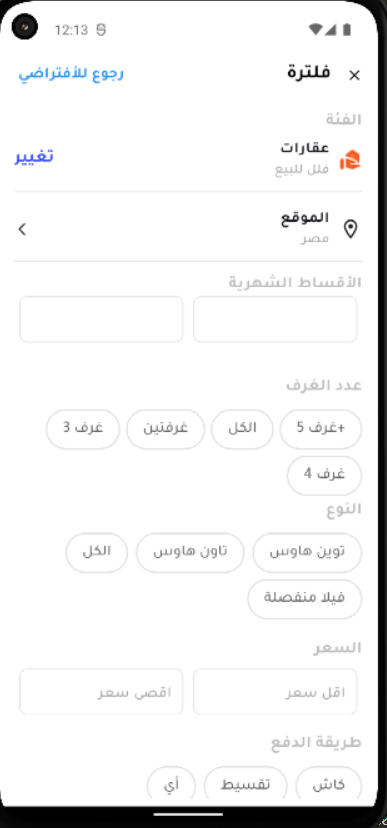 12:13
فلترة
رجوع للأفتراضي
الفئة
عقارات
فلل للبيع
تغيير
الموقع
مصر
الأقساط الشهرية
عدد الغرف
+غرف 5
الكل
غرفتين
غرف 3
غرف 4
النوع
توين هاوس
تاون هاوس
الكل
فيلا منفصلة
السعر
اقل سعر
اقصى سعر
طريقة الدفع
كاش
تقسيط
أي